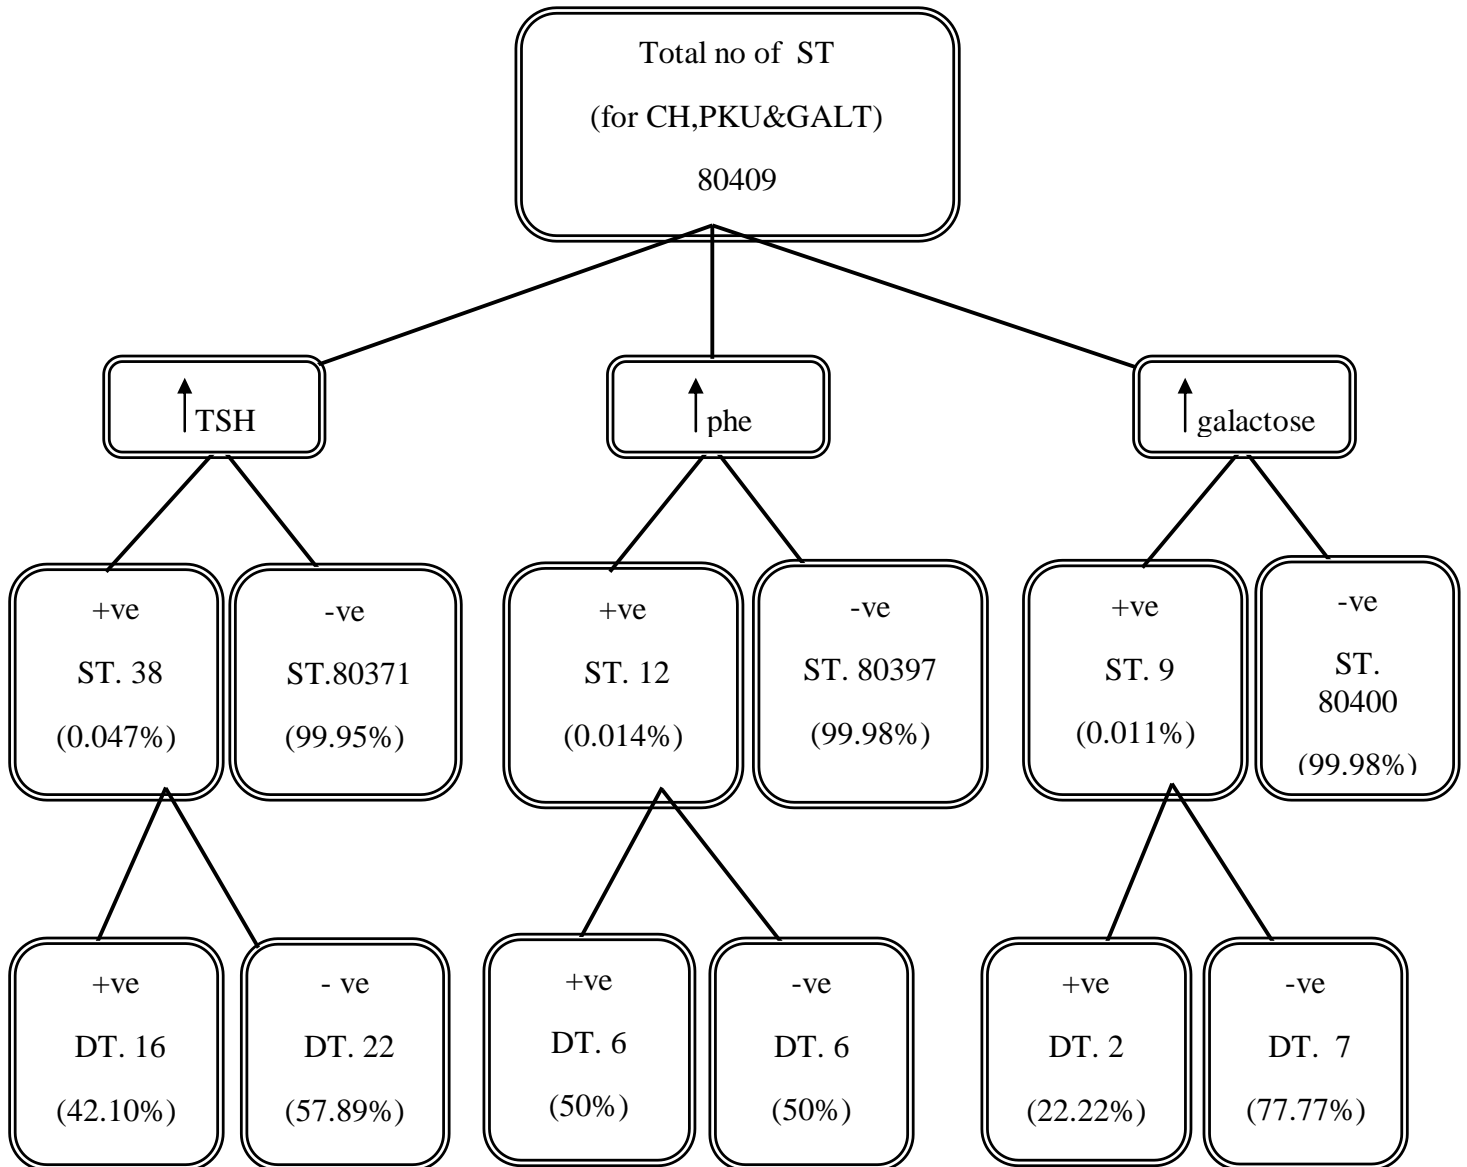 Total no of ST
(for CH,PKU&GALT)
80409
↑TSH
↑phe
↑galactose
+ve
ST. 38
(0.047%)
-ve
ST.80371
(99.95%)
+ve
ST. 12
(0.014%)
-ve
ST. 80397
(99.98%)
+ve
ST. 9
(0.011%)
-ve
ST.
80400
(99.98%)
+ve
DT. 16
(42.10%)
- ve
DT. 22
(57.89%)
+ve
DT. 6
(50%)
-ve
DT. 6
(50%)
+ve
DT. 2
(22.22%)
-ve
DT. 7
(77.77%)